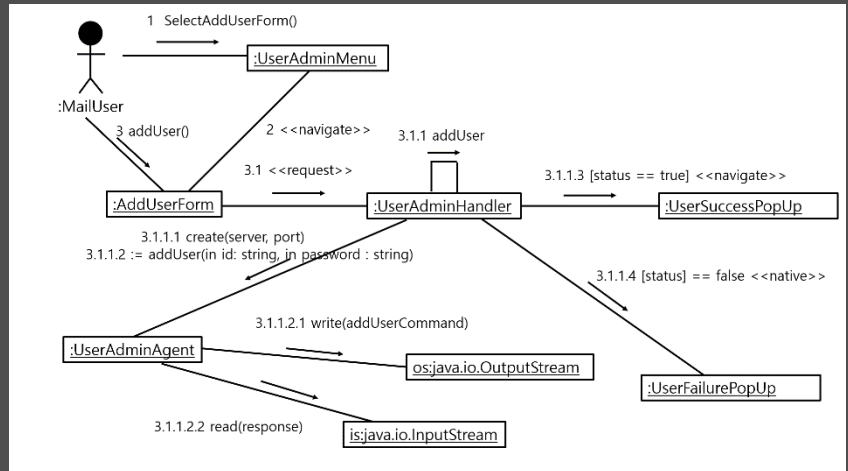 1 SelectAddUserForm()
:UserAdminMenu
:MailUser
3 addUser()
2 <<navigate>>
3.1.1 addUser
3.1 <<request>>
3.1.1.3 [status == true] <<navigate>>
:AddUserForm
:UserAdminHandler
:UserSuccessPopUp
3.1.1.1 create(server, port)
3.1.1.2 := addUser(in id: string, in password : string)
3.1.1.4 [status] == false <<native>>
3.1.1.2.1 write(addUserCommand)
:UserAdminAgent
os:java.io.OutputStream
:UserFailurePopUp
3.1.1.2.2 read(response)
is:java.io.InputStream